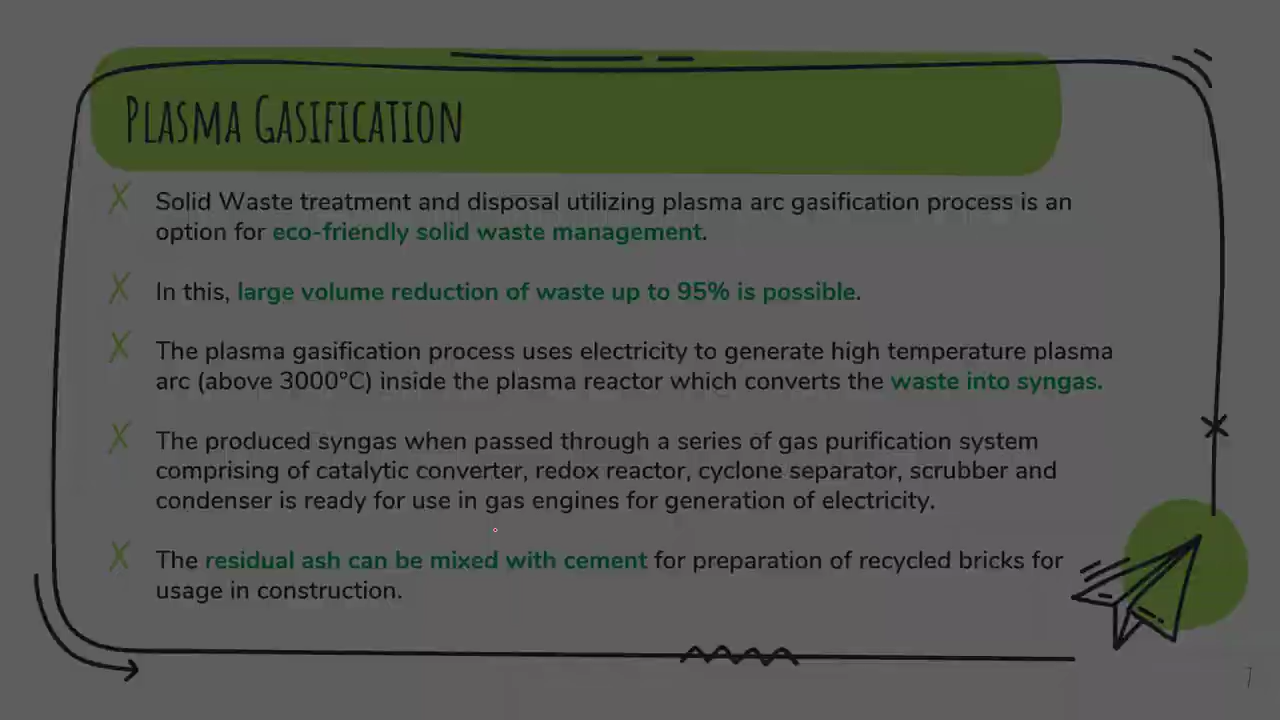 PLASMA GASIFICATION
Solid Waste treatment and disposal utilizing plasma arc gasification process is an
option for eco-friendly solid waste management.
In this, large volume reduction of waste up to 95% is possible.
The plasma gasification process uses electricity to generate high temperature plasma
arc (above 3000°C) inside the plasma reactor which converts the waste into syngas.
The produced syngas when passed through a series of gas purification system
comprising of catalytic converter, redox reactor, cyclone separator, scrubber and
condenser is ready for use in gas engines for generation of electricity.
The residual ash can be mixed with cement for preparation of recycled bricks for
usage in construction.
7